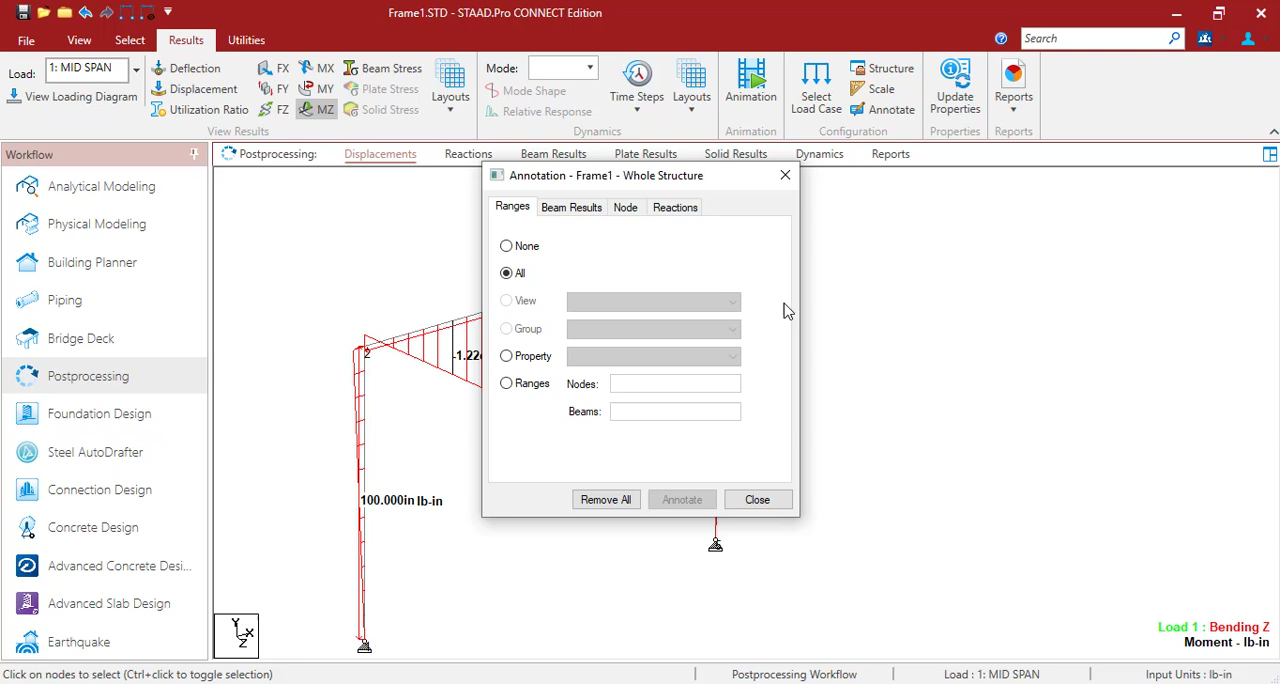 Frame1.STD - STAAD.Pro CONNECT Edition
File View Select Results Utilities
Search
Load: 1: MID SPAN
View Loading Diagram
Deflection FX MX Beam Stress
Displacement FY MY Plate Stress
Utilization Ratio FZ MZ Solid Stress
Layouts
View Results
Mode:
Mode Shape
Relative Response
Time Steps
Layouts
Dynamics
Animation
Animation
Select
Load Case
Structure
Scale
Annotate
Configuration
Update
Properties
Properties
Reports
Reports
Workflow
Postprocessing: Displacements Reactions Beam Results Plate Results Solid Results Dynamics Reports
Analytical Modeling
Physical Modeling
Building Planner
Piping
Bridge Deck
Postprocessing
Foundation Design
Steel AutoDrafter
Connection Design
Concrete Design
Advanced Concrete Desi...
Advanced Slab Design
Earthquake
Annotation - Frame1 - Whole Structure
Ranges Beam Results Node Reactions
None
All
View
Group
Property
Ranges Nodes:
Beams:
Remove All Annotate Close
2
100.000in lb-in
Y
X
Z
Load 1 : Bending Z
Moment - lb-in
Click on nodes to select (Ctrl+click to toggle selection)
Postprocessing Workflow
Load : 1: MID SPAN
Input Units : lb-in